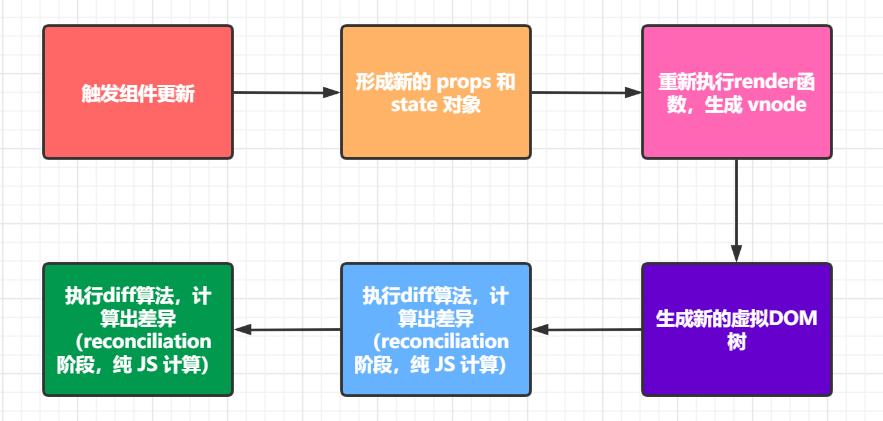 触发组件更新
形成新的 props 和
state 对象
重新执行render函
数，生成 vnode
生成新的虚拟DOM
树
执行diff算法，计
算出差异
（reconciliation
阶段，纯 JS 计算）
执行diff算法，计
算出差异
（reconciliation
阶段，纯 JS 计算）